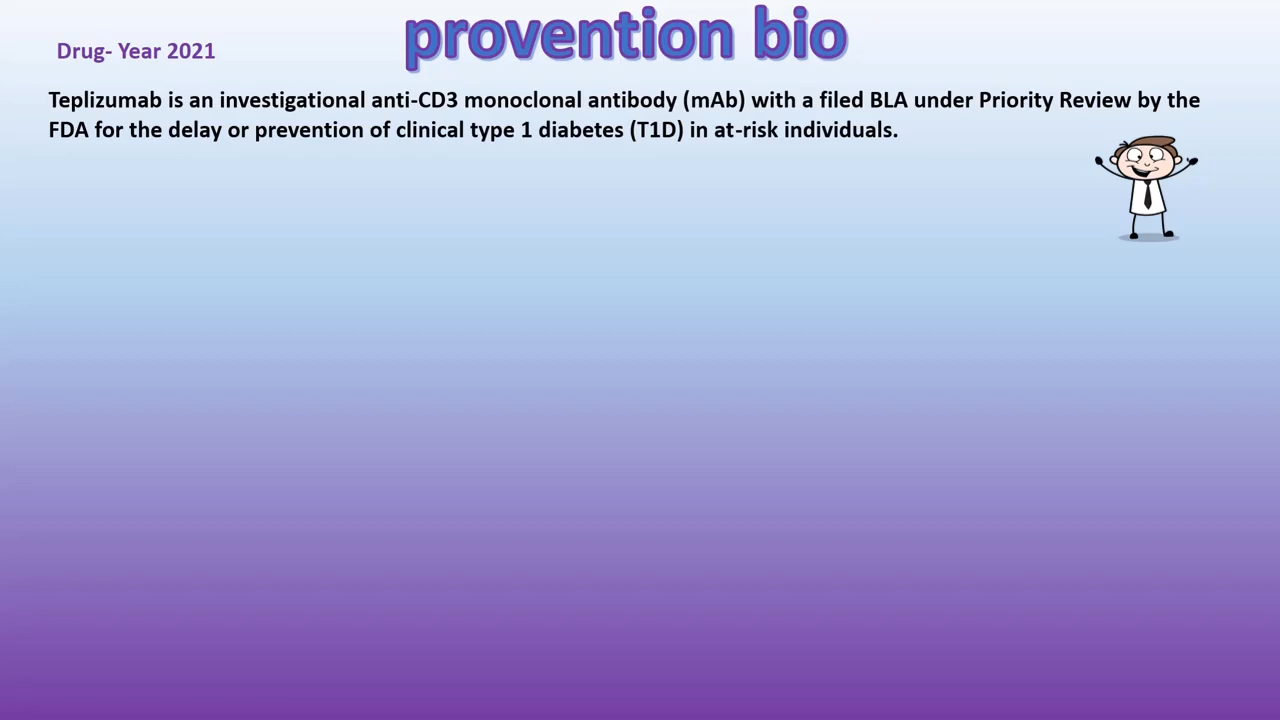 provention bio
Drug- Year 2021
Teplizumab is an investigational anti-CD3 monoclonal antibody (mAb) with a filed BLA under Priority Review by the
FDA for the delay or prevention of clinical type 1 diabetes (T1D) in at-risk individuals.